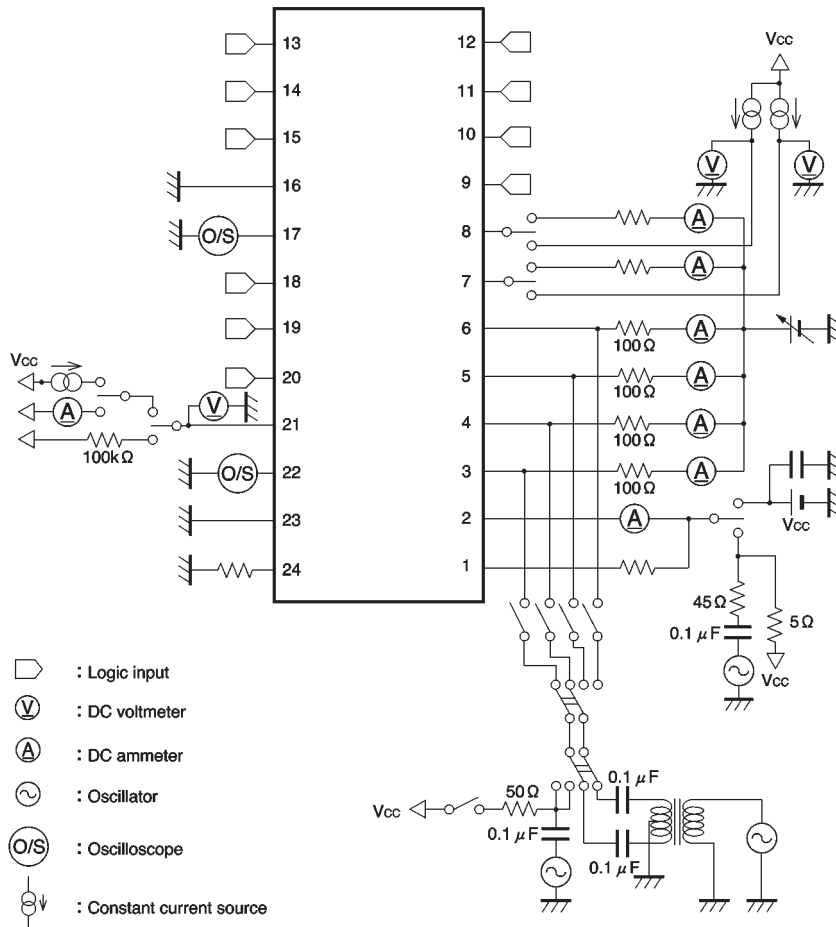 13 12
14 11
15 10
16 9
Vcc
V V
O/S 17 8 A
18 7 A
19 6 100Ω A
Vcc
20 5 100Ω A
V
A 21 4 100Ω A
100kΩ
O/S 22 3 100Ω A
23 2 A
Vcc
24 1
45Ω
0.1 μF 5Ω
Vcc
: Logic input
V : DC voltmeter
A : DC ammeter
: Oscillator
O/S : Oscilloscope
: Constant current source
0.1 μF
Vcc 50Ω
0.1 μF
0.1 μF